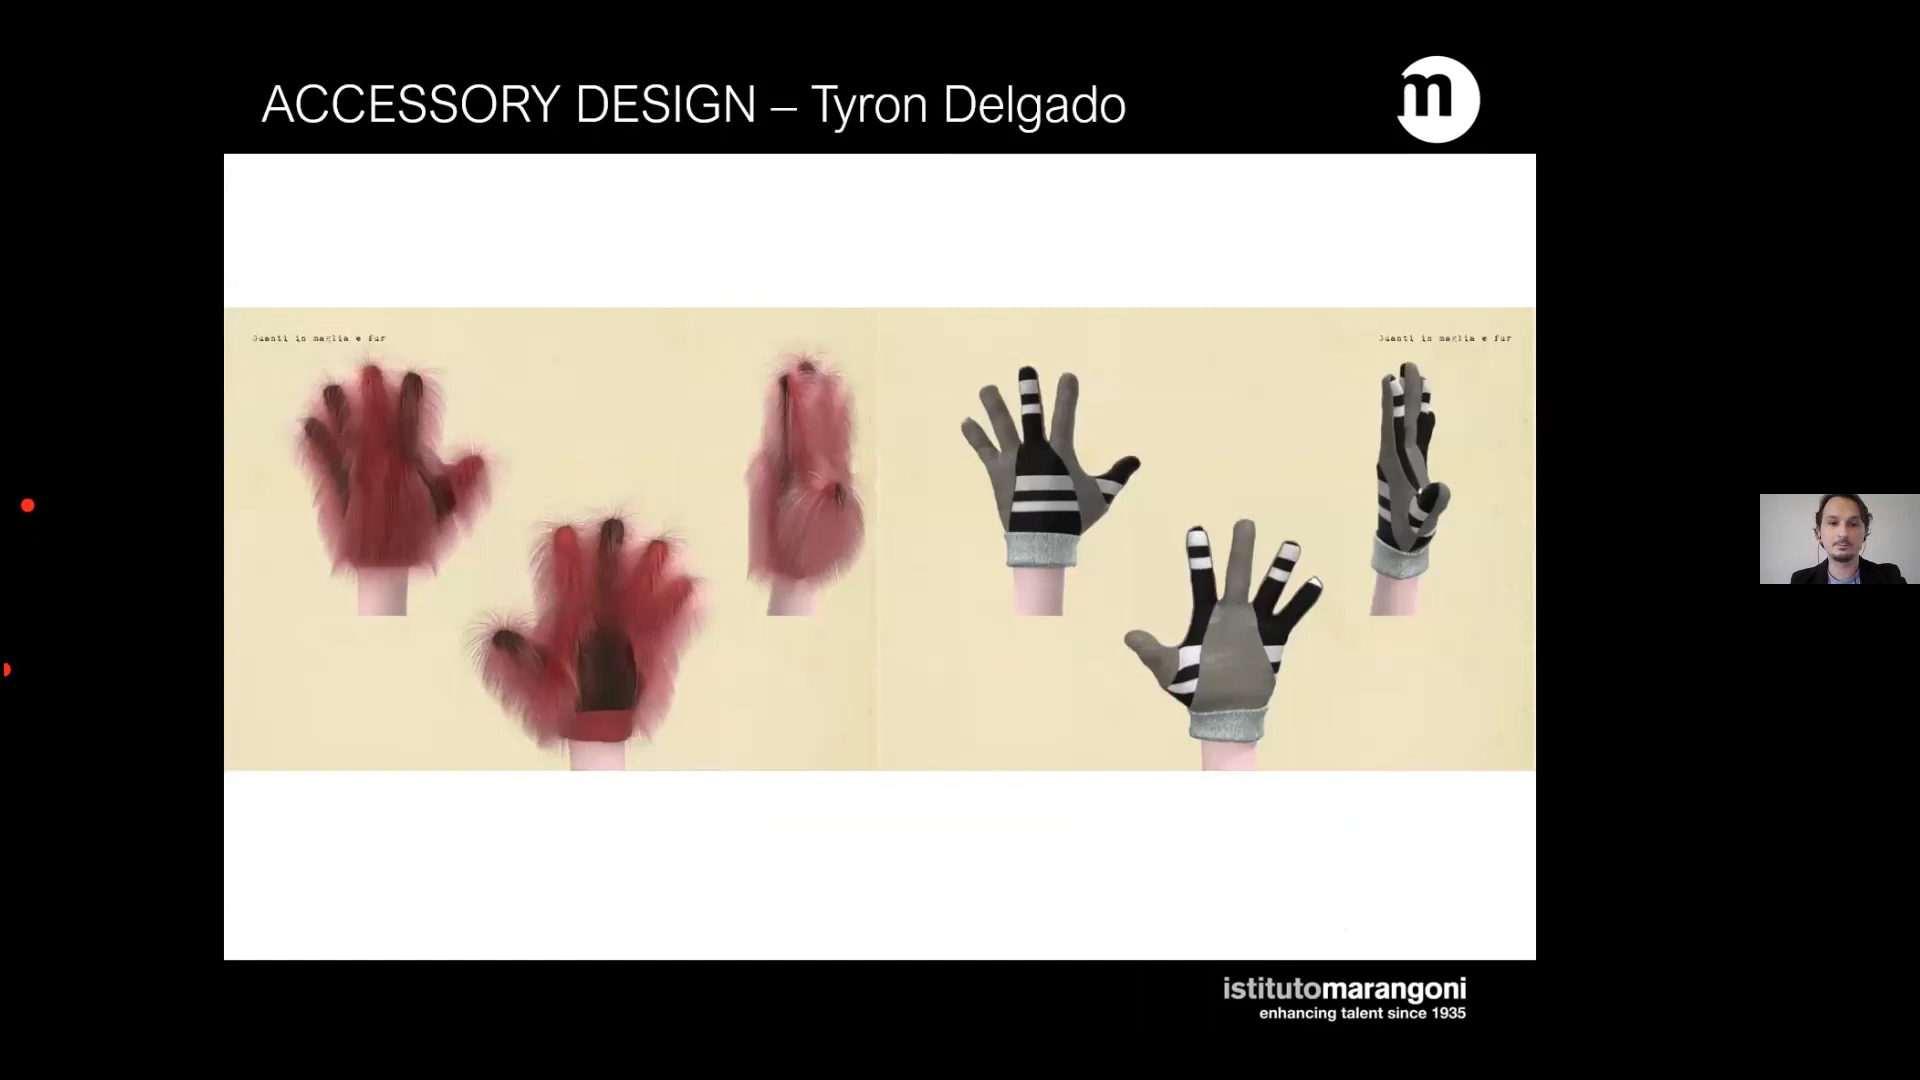 ACCESSORY DESIGN – Tyron Delgado
m
Guanti in maglia e fur
Guanti in maglia e fur
istitutomarangoni
enhancing talent since 1935